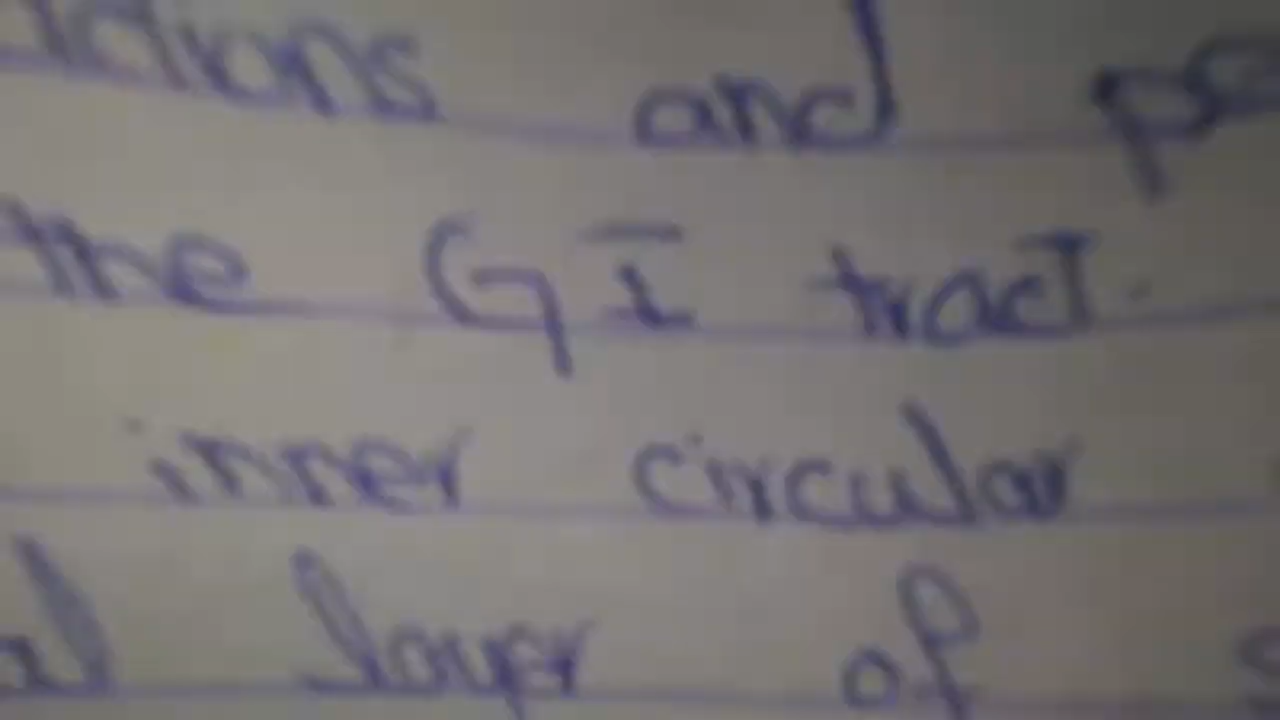 and
the GI tract.
inner circular
layer of